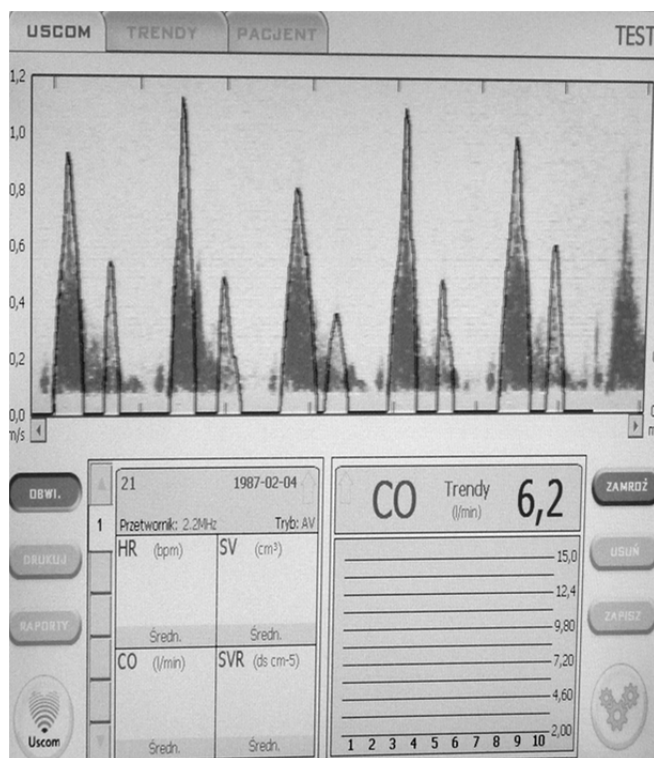 USCOM TRENDY PACJENT TEST
1,2
1,0
0,8
0,6
0,4
0,2
0,0
m/s
OBWI.
DRUKUJ
RAPORTY
Uscom
1
21 1987-02-04
Przetwornik: 2.2MHz Tryb: AV
HR (bpm) SV (cm³)
Średn. Średn.
CO (l/min) SVR (ds cm-5)
Średn. Średn.
CO Trendy (l/min) 6,2
15,0
12,4
9,80
7,20
4,60
2,00
1 2 3 4 5 6 7 8 9 10
ZAMROŹ
USUŃ
ZAPISZ